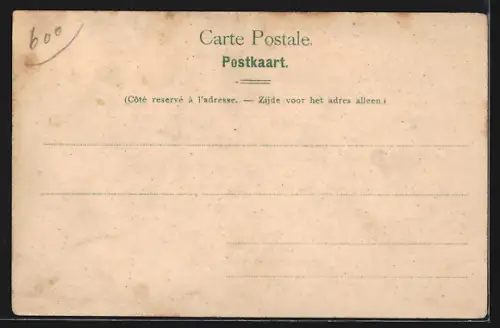 600
Carte Postale.
Postkaart.
(Côté reservé à l'adresse. — Zijde voor het adres alleen.)